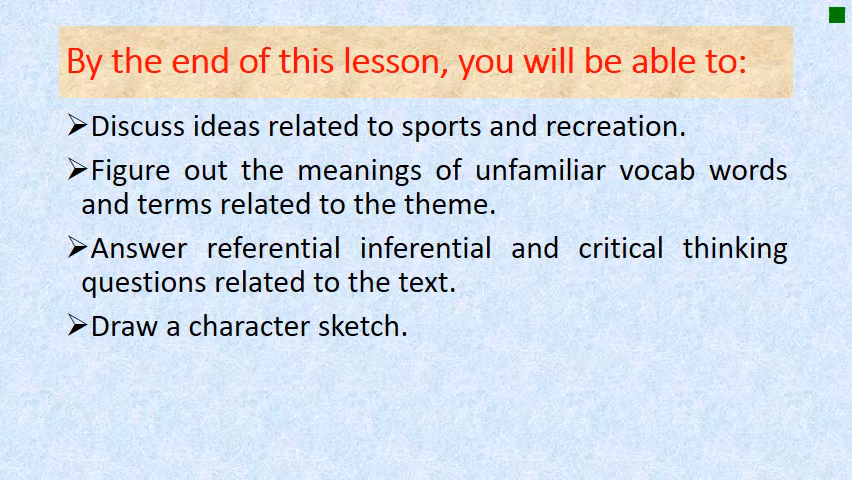 By the end of this lesson, you will be able to:
➢Discuss ideas related to sports and recreation.
➢Figure out the meanings of unfamiliar vocab words
and terms related to the theme.
➢Answer referential inferential and critical thinking
questions related to the text.
➢Draw a character sketch.